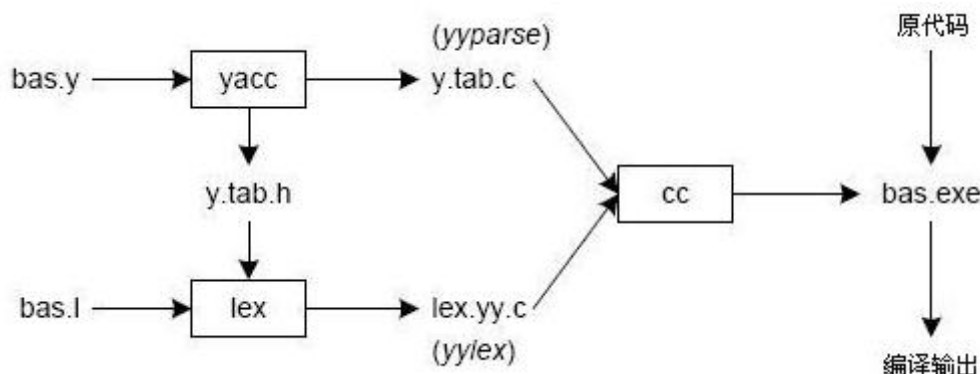 (yyparse)
原代码
bas.y
yacc
y.tab.c
y.tab.h
cc
bas.exe
bas.l
lex
lex.yy.c
(yylex)
编译输出